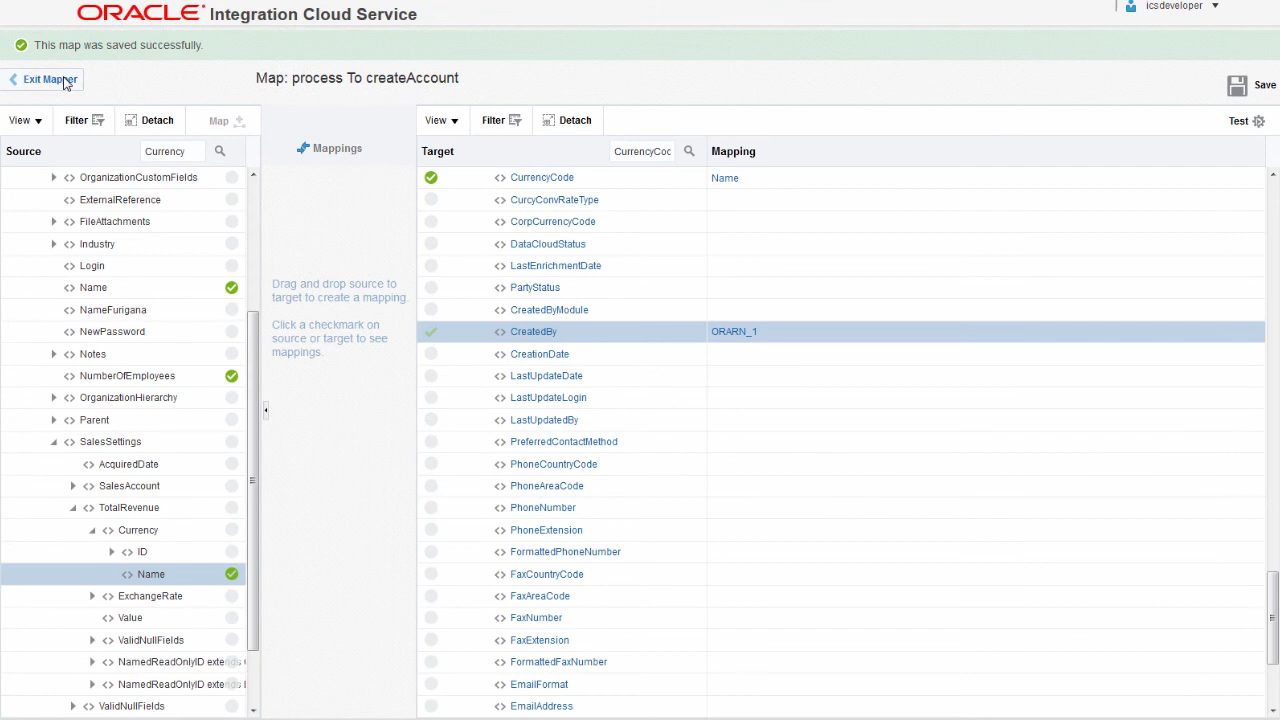 ORACLE Integration Cloud Service
icsdeveloper
This map was saved successfully.
Exit Mapper
Map: process To createAccount
Save
View
Filter
Detach
Map
View
Filter
Detach
Test
Source
Currency
Mappings
Target
CurrencyCoc
Mapping
OrganizationCustomFields
ExternalReference
FileAttachments
Industry
Login
Name
NameFurigana
NewPassword
Notes
NumberOfEmployees
OrganizationHierarchy
Parent
SalesSettings
AcquiredDate
SalesAccount
TotalRevenue
Currency
ID
Name
ExchangeRate
Value
ValidNullFields
NamedReadOnlyID extends
NamedReadOnlyID extends
ValidNullFields
Drag and drop source to
target to create a mapping.
Click a checkmark on
source or target to see
mappings.
CurrencyCode Name
CurcyConvRateType
CorpCurrencyCode
DataCloudStatus
LastEnrichmentDate
PartyStatus
CreatedByModule
CreatedBy ORARN_1
CreationDate
LastUpdateDate
LastUpdateLogin
LastUpdatedBy
PreferredContactMethod
PhoneCountryCode
PhoneAreaCode
PhoneNumber
PhoneExtension
FormattedPhoneNumber
FaxCountryCode
FaxAreaCode
FaxNumber
FaxExtension
FormattedFaxNumber
EmailFormat
EmailAddress